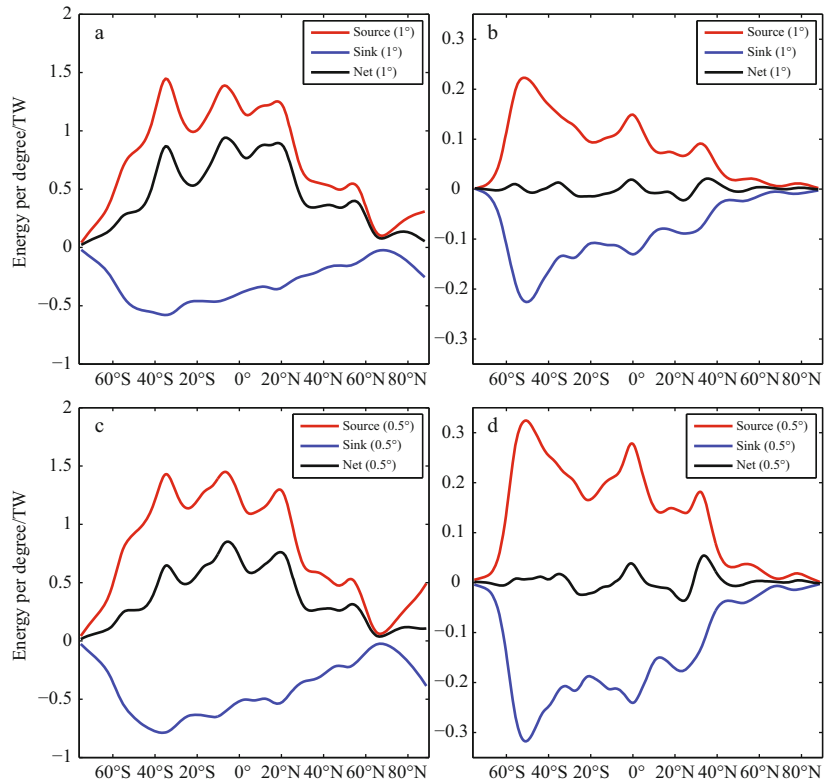 a
Source (1°)
Sink (1°)
Net (1°)
2
1.5
1
0.5
0
−0.5
−1
Energy per degree/TW
60°S 40°S 20°S 0° 20°N 40°N 60°N 80°N
b
Source (1°)
Sink (1°)
Net (1°)
0.3
0.2
0.1
0
−0.1
−0.2
−0.3
60°S 40°S 20°S 0° 20°N 40°N 60°N 80°N
c
Source (0.5°)
Sink (0.5°)
Net (0.5°)
2
1.5
1
0.5
0
−0.5
−1
Energy per degree/TW
60°S 40°S 20°S 0° 20°N 40°N 60°N 80°N
d
Source (0.5°)
Sink (0.5°)
Net (0.5°)
0.3
0.2
0.1
0
−0.1
−0.2
−0.3
60°S 40°S 20°S 0° 20°N 40°N 60°N 80°N